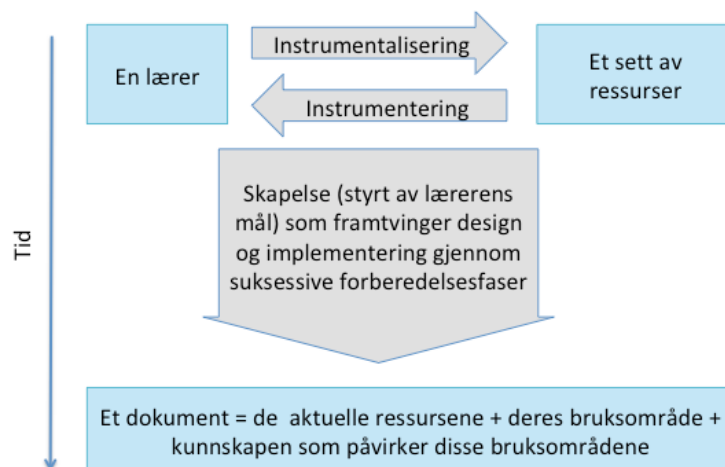 Instrumentalisering
En lærer
Et sett av
ressurser
Instrumentering
Skapelse (styrt av lærerens
mål) som framtvinger design
og implementering gjennom
suksessive forberedelsesfaser
Tid
Et dokument = de aktuelle ressursene + deres bruksområde +
kunnskapen som påvirker disse bruksområdene